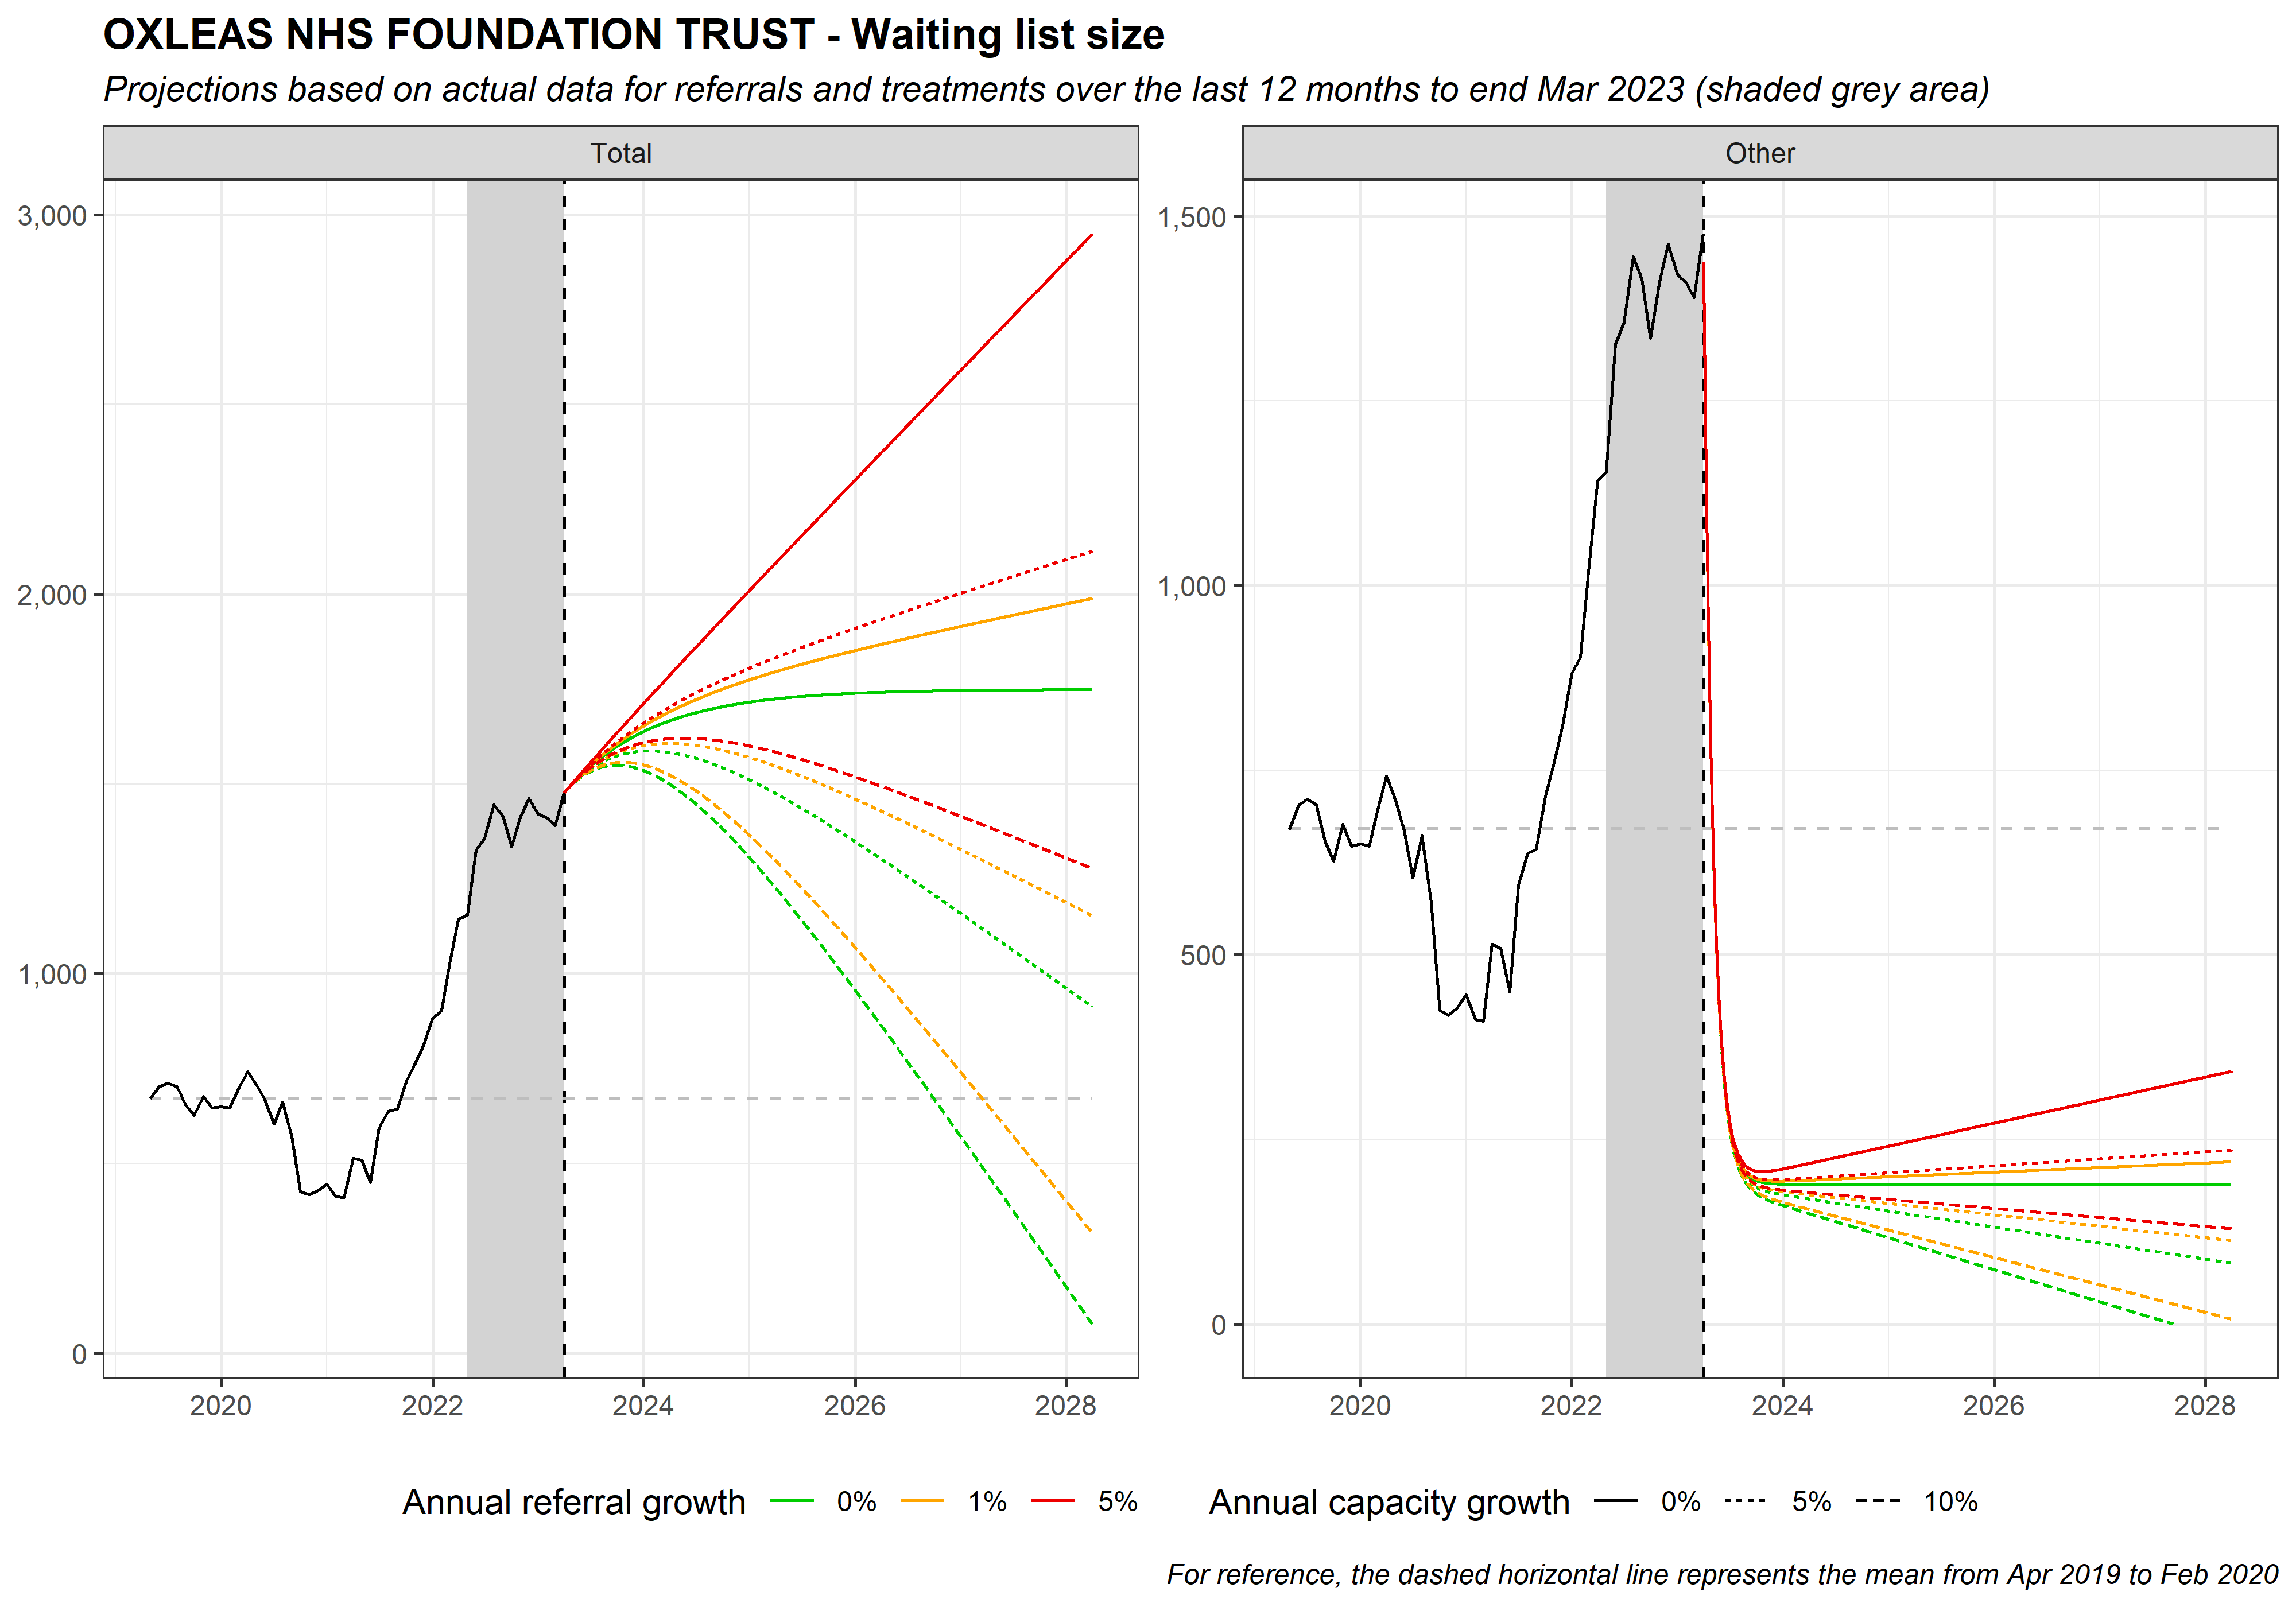 OXLEAS NHS FOUNDATION TRUST - Waiting list size
Projections based on actual data for referrals and treatments over the last 12 months to end Mar 2023 (shaded grey area)
Total
3,000
2,000
1,000
0
2020 2022 2024 2026 2028
Other
1,500
1,000
500
0
2020 2022 2024 2026 2028
Annual referral growth 0% 1% 5%
Annual capacity growth 0% 5% 10%
For reference, the dashed horizontal line represents the mean from Apr 2019 to Feb 2020